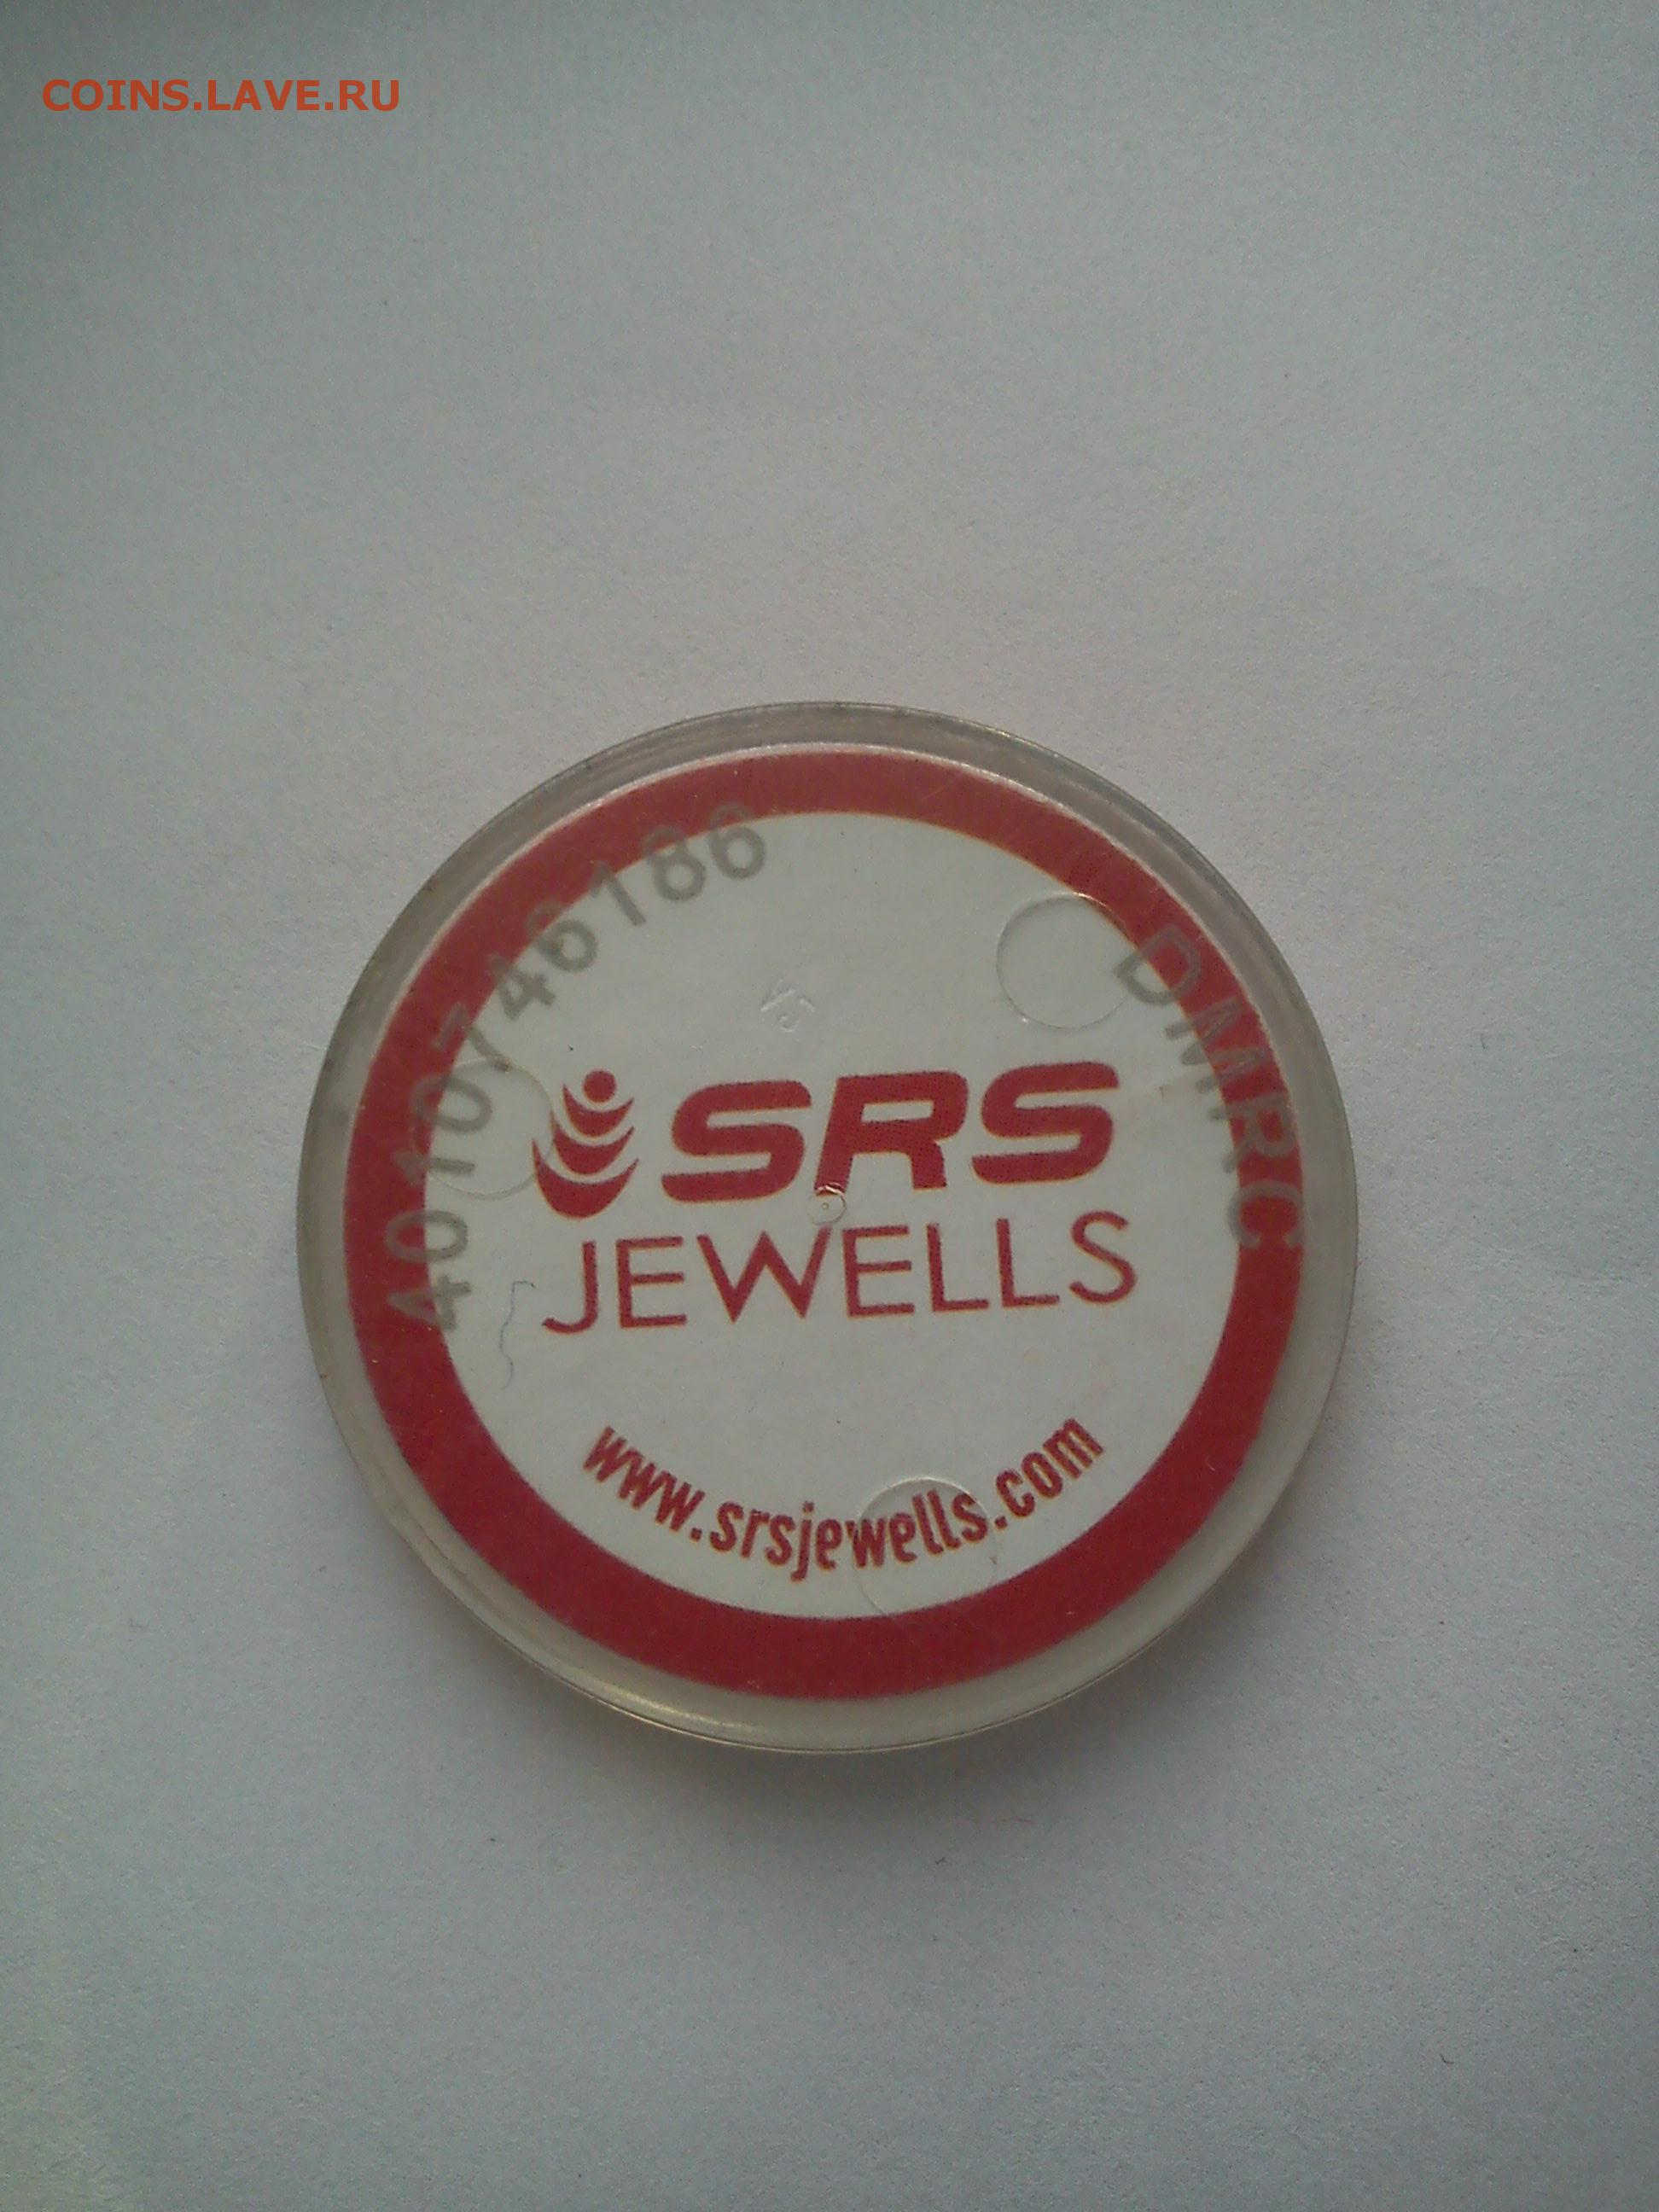 COINS.LAVE.RU
4010746186
DMRC
SRS
JEWELLS
www.srsjewells.com